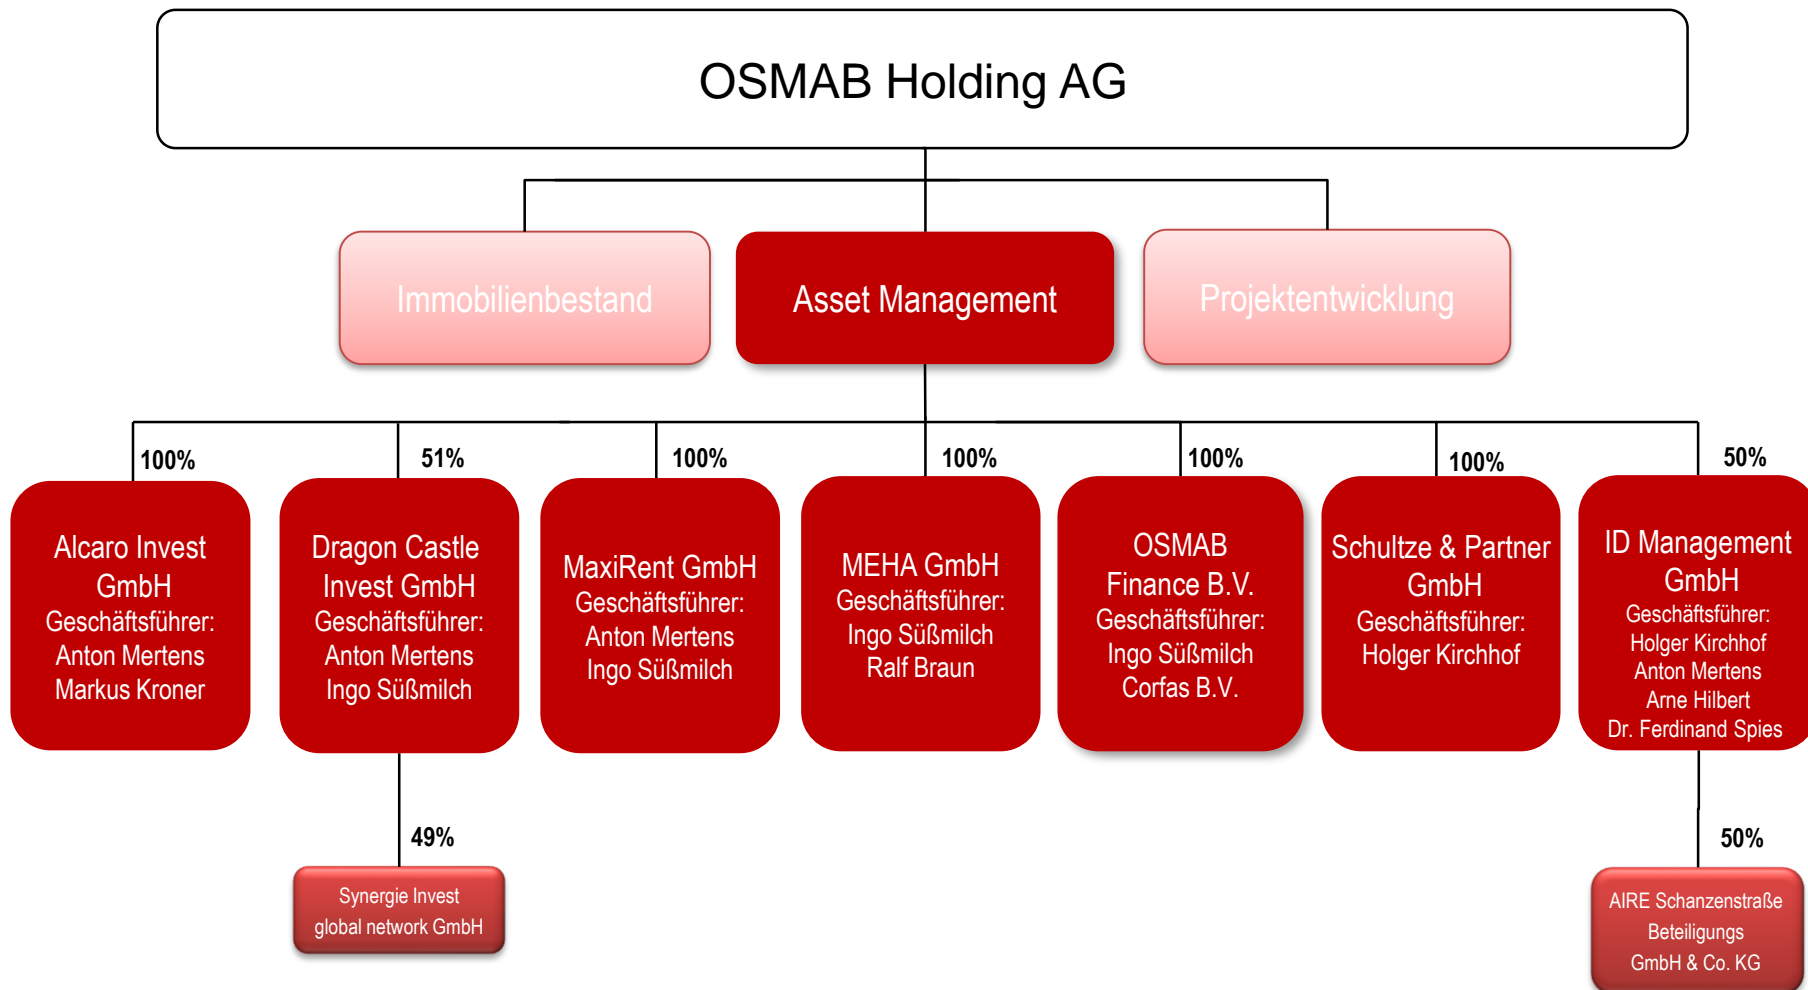 OSMAB Holding AG
Immobilienbestand
Asset Management
Projektentwicklung
100%
51%
100%
100%
100%
100%
50%
Alcaro Invest
GmbH
Geschäftsführer:
Anton Mertens
Markus Kroner
Dragon Castle
Invest GmbH
Geschäftsführer:
Anton Mertens
Ingo Süßmilch
MaxiRent GmbH
Geschäftsführer:
Anton Mertens
Ingo Süßmilch
MEHA GmbH
Geschäftsführer:
Ingo Süßmilch
Ralf Braun
OSMAB
Finance B.V.
Geschäftsführer:
Ingo Süßmilch
Corfas B.V.
Schultze & Partner
GmbH
Geschäftsführer:
Holger Kirchhof
ID Management
GmbH
Geschäftsführer:
Holger Kirchhof
Anton Mertens
Arne Hilbert
Dr. Ferdinand Spies
49%
50%
Synergie Invest
global network GmbH
AIRE Schanzenstraße
Beteiligungs
GmbH & Co. KG